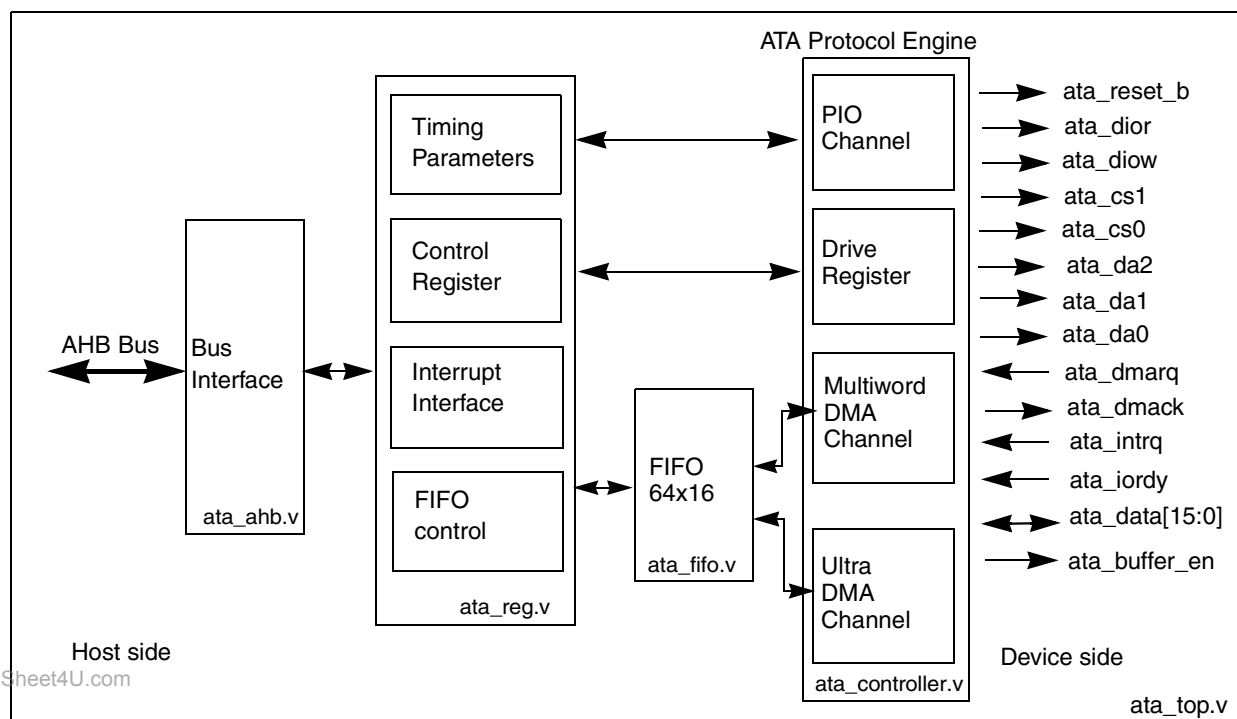 ATA Protocol Engine
Timing
Parameters
Control
Register
Interrupt
Interface
FIFO
control
ata_reg.v
AHB Bus
Bus
Interface
ata_ahb.v
FIFO
64x16
ata_fifo.v
PIO
Channel
Drive
Register
Multiword
DMA
Channel
Ultra
DMA
Channel
ata_controller.v
ata_reset_b
ata_dior
ata_diow
ata_cs1
ata_cs0
ata_da2
ata_da1
ata_da0
ata_dmarq
ata_dmack
ata_intrq
ata_iordy
ata_data[15:0]
ata_buffer_en
Host side
Device side
Sheet4U.com
ata_top.v